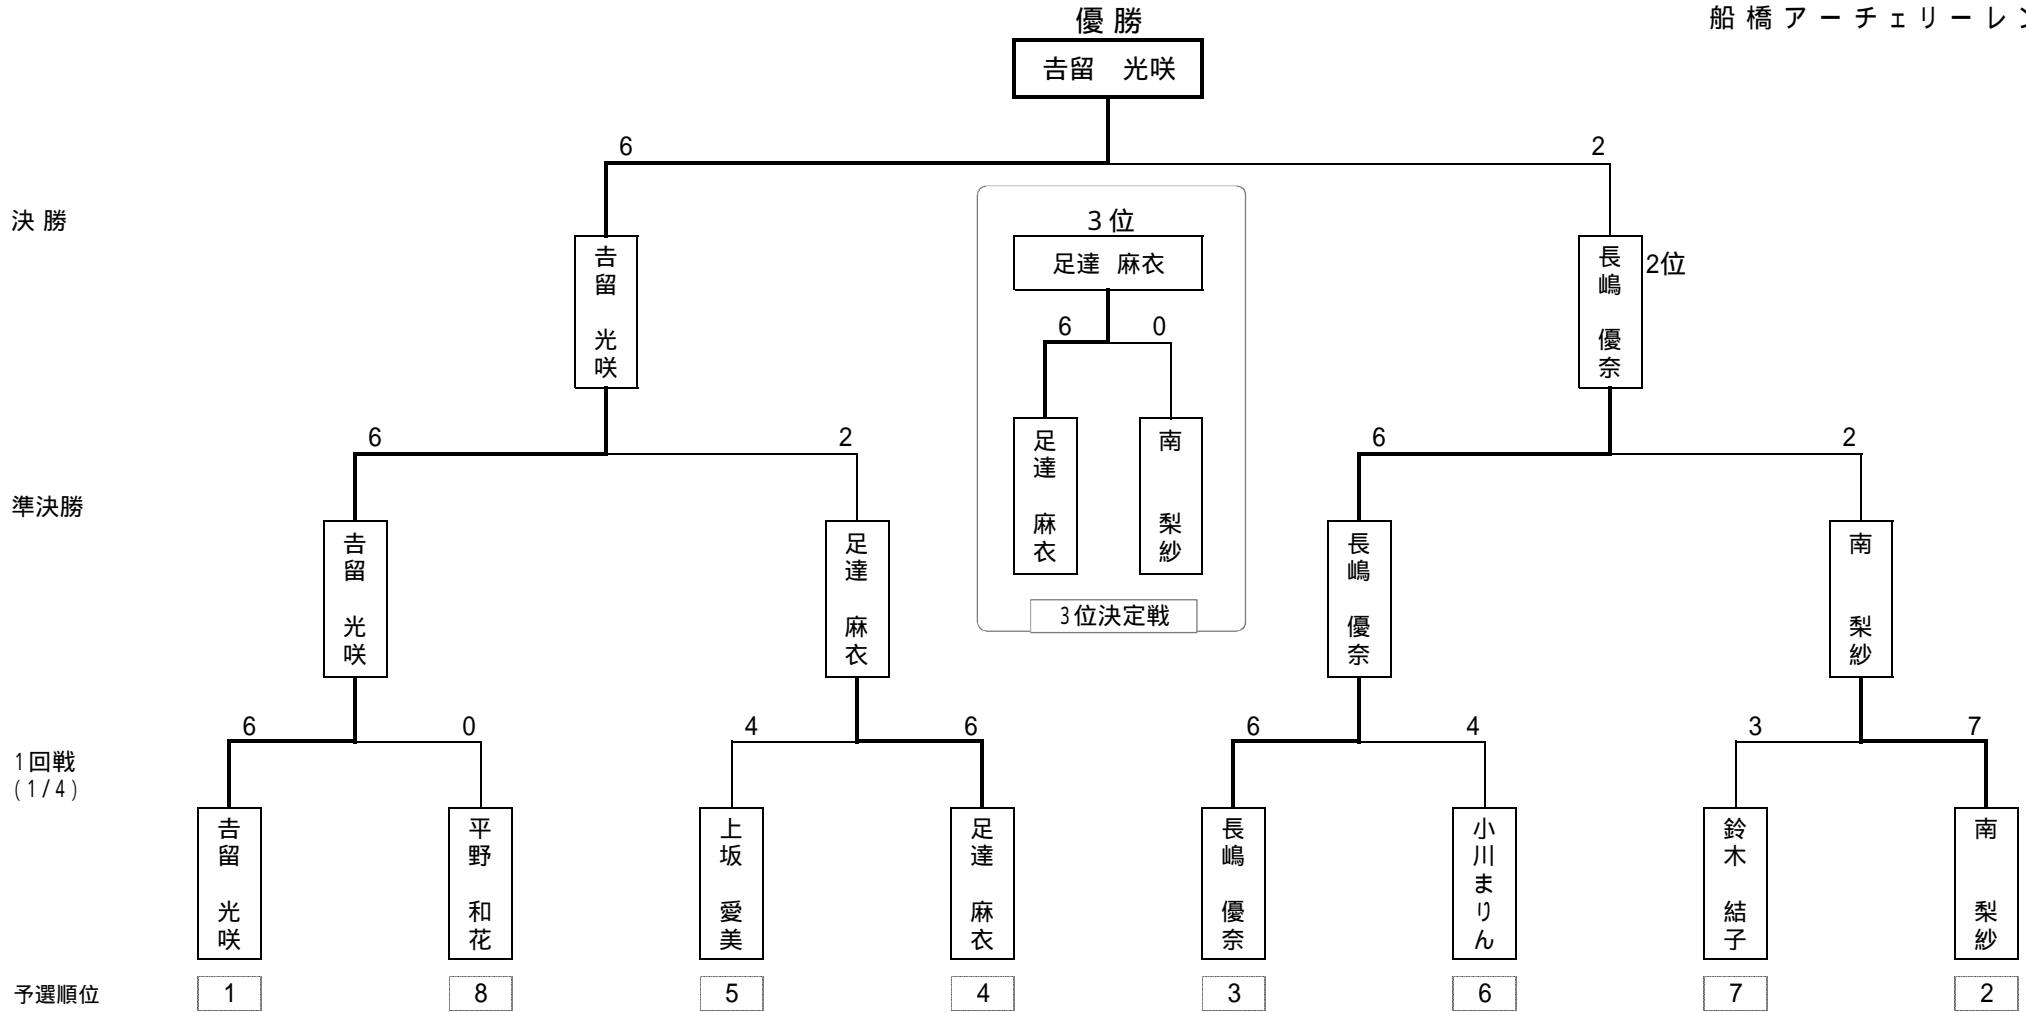 船橋アーチェリーレン
優勝
𠮷留 光咲
6 2
決勝
3位
足達 麻衣
𠮷留 光咲
長嶋 優奈
2位
6 0
足達 麻衣
南 梨紗
3位決定戦
6 2
6 2
準決勝
𠮷留 光咲
足達 麻衣
長嶋 優奈
南 梨紗
6 0
4 6
6 4
3 7
1回戦
(1/4)
𠮷留 光咲
平野 和花
上坂 愛美
足達 麻衣
長嶋 優奈
小川まりん
鈴木 結子
南 梨紗
予選順位 1 8 5 4 3 6 7 2